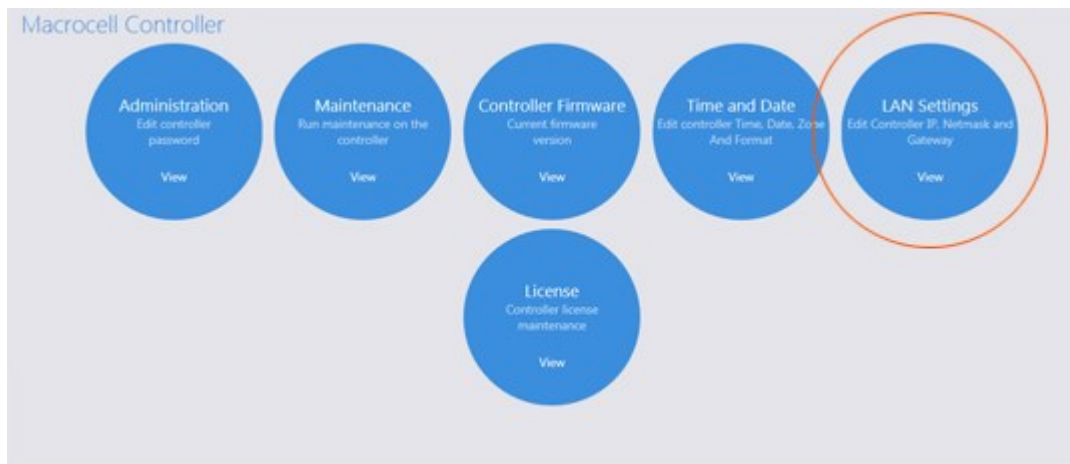 Macrocell Controller
Administration
Edit controller
password
View
Maintenance
Run maintenance on the
controller
View
Controller Firmware
Current firmware
version
View
Time and Date
Edit controller Time, Date, Zone
And Format
View
LAN Settings
Edit Controller IP, Netmask and
Gateway
View
License
Controller license
maintenance
View